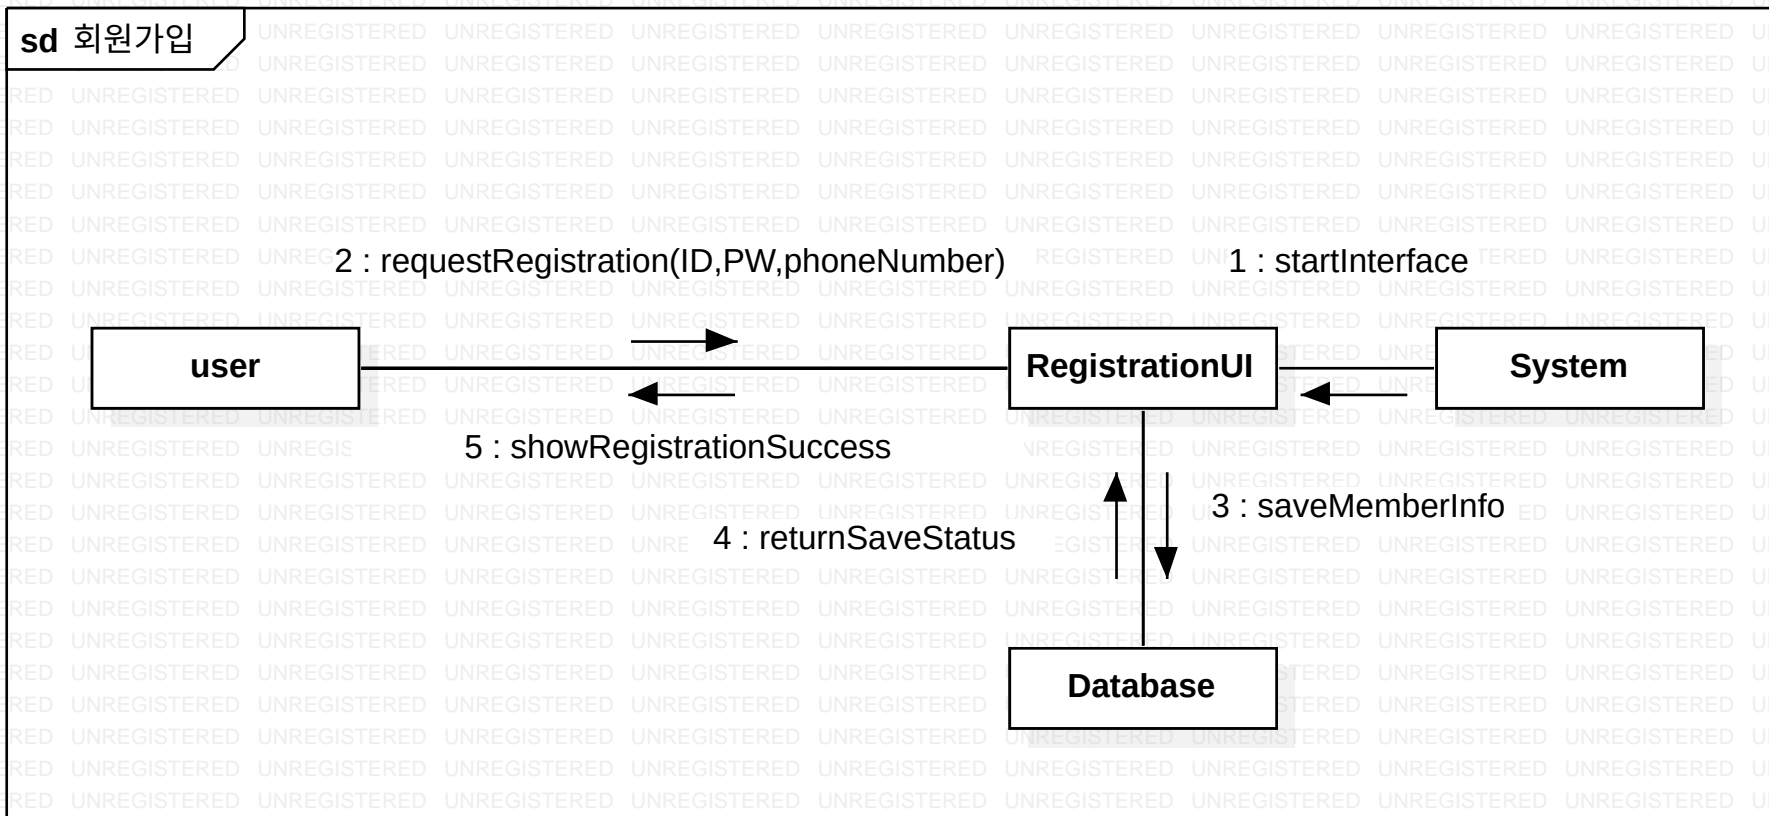 sd 회원가입
2 : requestRegistration(ID,PW,phoneNumber)
1 : startInterface
user
RegistrationUI
System
5 : showRegistrationSuccess
3 : saveMemberInfo
4 : returnSaveStatus
Database
UNREGISTERED